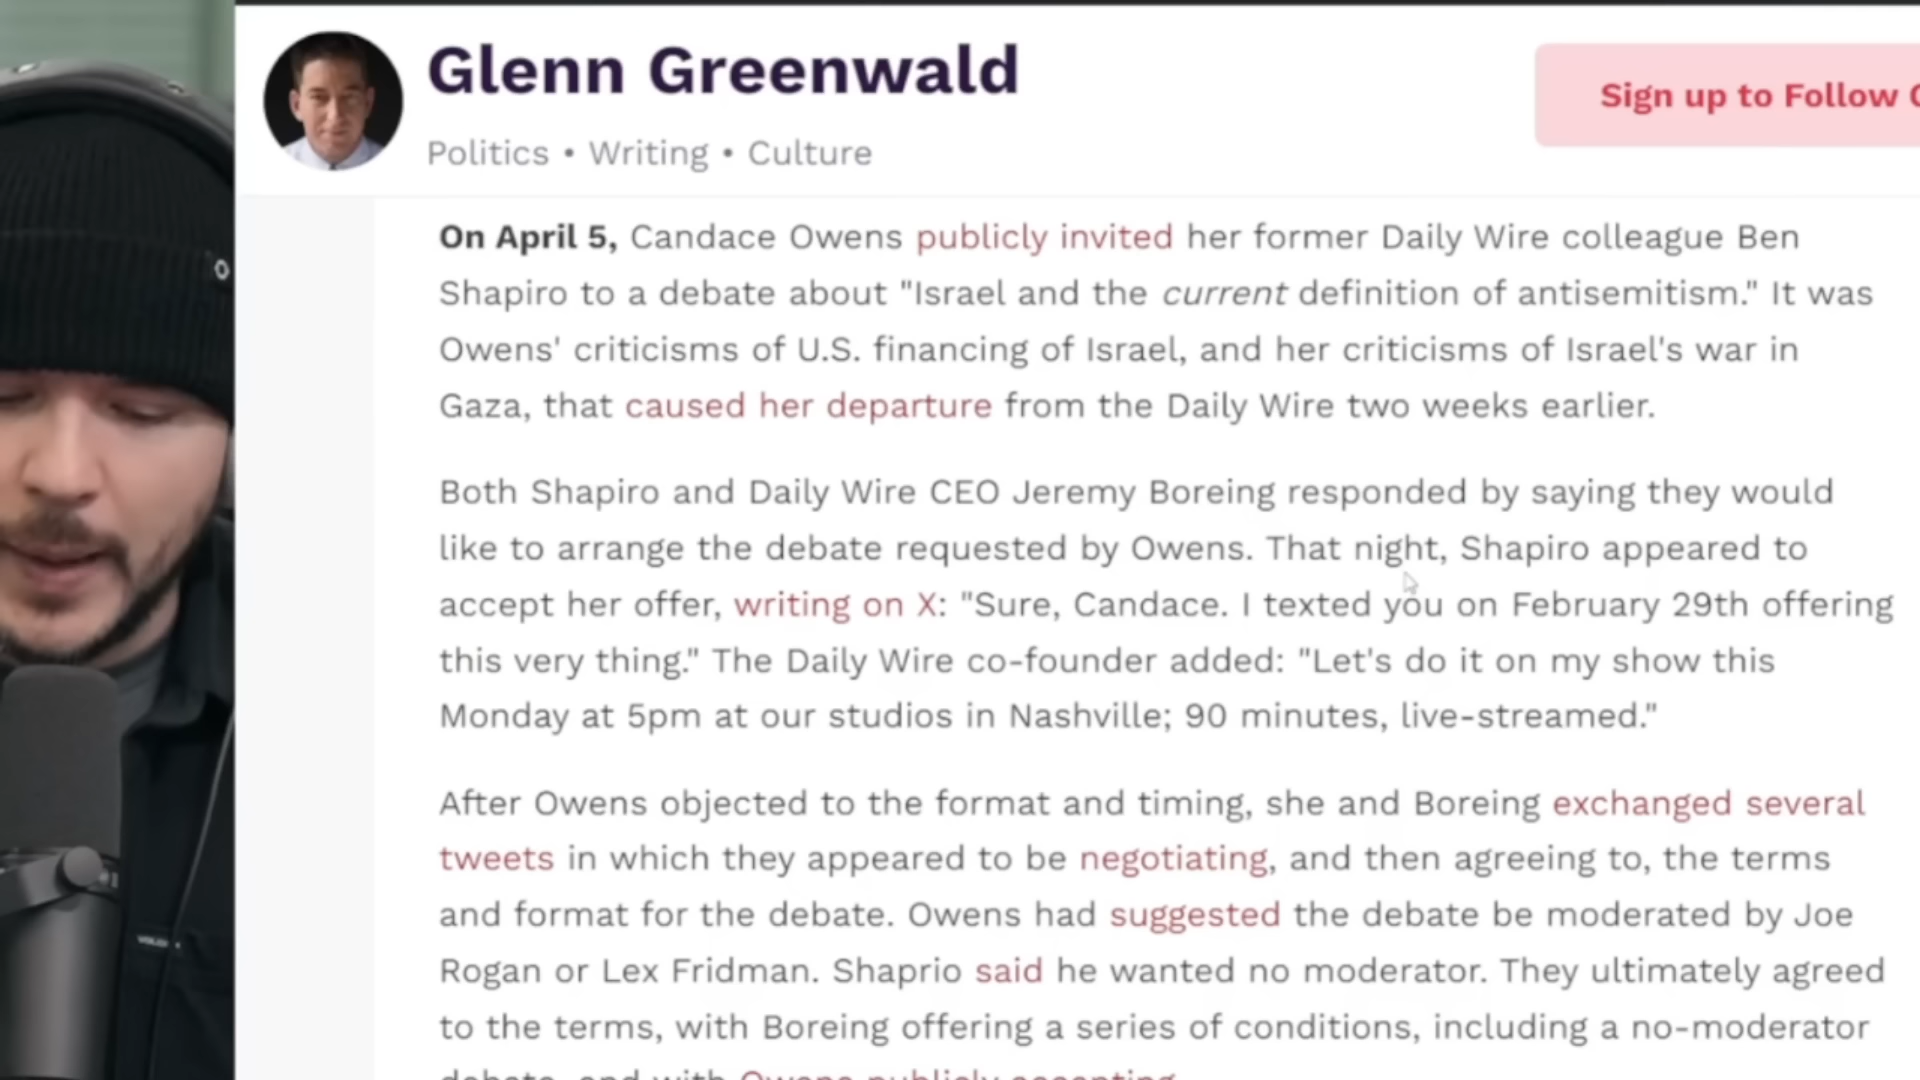 Glenn Greenwald
Sign up to Follow
Politics • Writing • Culture
On April 5, Candace Owens publicly invited her former Daily Wire colleague Ben
Shapiro to a debate about "Israel and the current definition of antisemitism." It was
Owens' criticisms of U.S. financing of Israel, and her criticisms of Israel's war in
Gaza, that caused her departure from the Daily Wire two weeks earlier.
Both Shapiro and Daily Wire CEO Jeremy Boreing responded by saying they would
like to arrange the debate requested by Owens. That night, Shapiro appeared to
accept her offer, writing on X: "Sure, Candace. I texted you on February 29th offering
this very thing." The Daily Wire co-founder added: "Let's do it on my show this
Monday at 5pm at our studios in Nashville; 90 minutes, live-streamed."
After Owens objected to the format and timing, she and Boreing exchanged several
tweets in which they appeared to be negotiating, and then agreeing to, the terms
and format for the debate. Owens had suggested the debate be moderated by Joe
Rogan or Lex Fridman. Shaprio said he wanted no moderator. They ultimately agreed
to the terms, with Boreing offering a series of conditions, including a no-moderator
debate, and with Owens publicly accepting